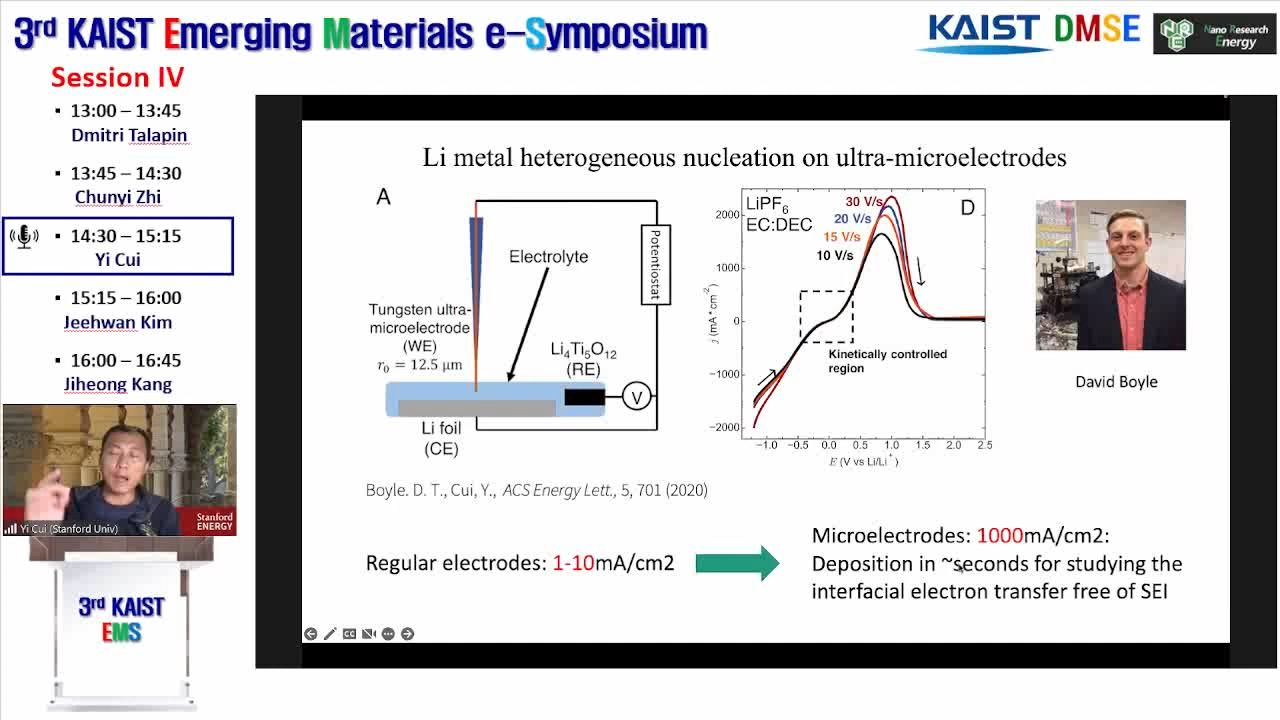 3rd KAIST Emerging Materials e-Symposium
KAIST DMSE
NRE Nano Research
Energy
Session IV
▪ 13:00 – 13:45
Dmitri Talapin
▪ 13:45 – 14:30
Chunyi Zhi
▪ 14:30 – 15:15
Yi Cui
▪ 15:15 – 16:00
Jeehwan Kim
▪ 16:00 – 16:45
Jiheong Kang
Stanford
ENERGY
Yi Cui (Stanford Univ)
3rd KAIST
EMS
Li metal heterogeneous nucleation on ultra-microelectrodes
A
Electrolyte
Potentiostat
Tungsten ultra-
microelectrode
(WE)
r₀ = 12.5 μm
Li₄Ti₅O₁₂
(RE)
V
Li foil
(CE)
LiPF₆
EC:DEC
D
30 V/s
20 V/s
15 V/s
10 V/s
2000
1000
0
−1000
−2000
j (mA*cm⁻²)
Kinetically controlled
region
−1.0 −0.5 0.0 0.5 1.0 1.5 2.0 2.5
E (V vs Li/Li⁺)
David Boyle
Boyle. D. T., Cui, Y., ACS Energy Lett., 5, 701 (2020)
Regular electrodes: 1-10mA/cm2
Microelectrodes: 1000mA/cm2:
Deposition in ~seconds for studying the
interfacial electron transfer free of SEI
CC